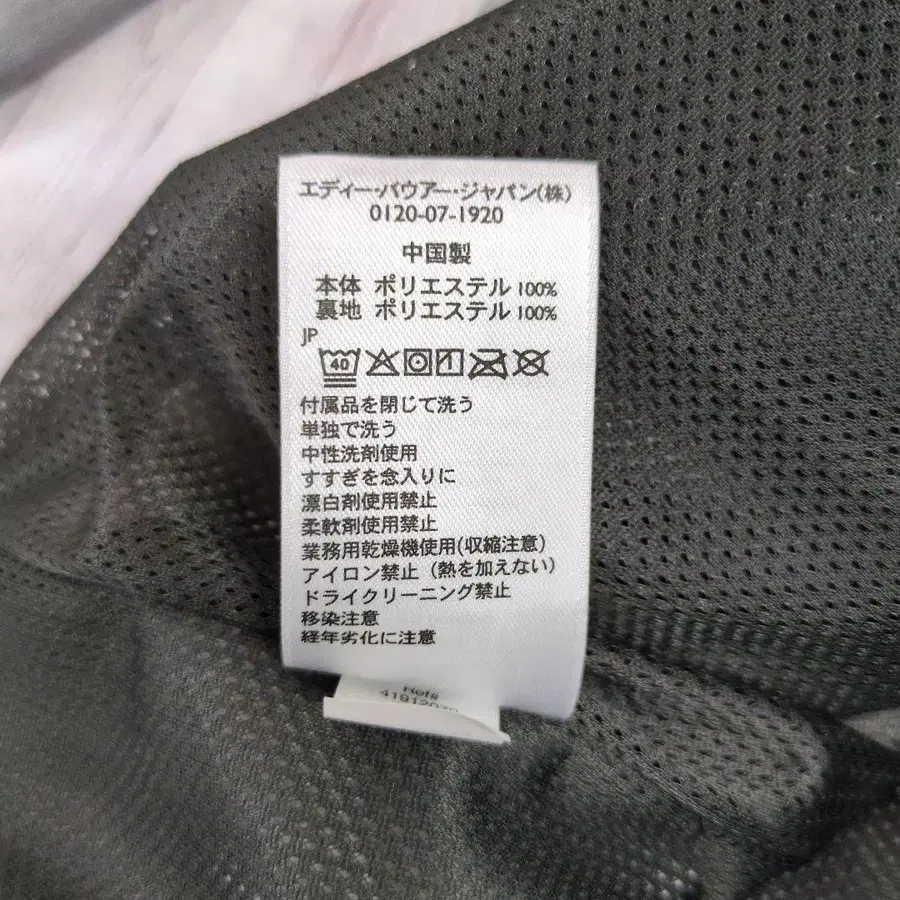 エディー・バウアー・ジャパン(株)
0120-07-1920
中国製
本体 ポリエステル 100%
裏地 ポリエステル 100%
JP
40
付属品を閉じて洗う
単独で洗う
中性洗剤使用
すすぎを念入りに
漂白剤使用禁止
柔軟剤使用禁止
業務用乾燥機使用(収縮注意)
アイロン禁止（熱を加えない）
ドライクリーニング禁止
移染注意
経年劣化に注意
Ref#